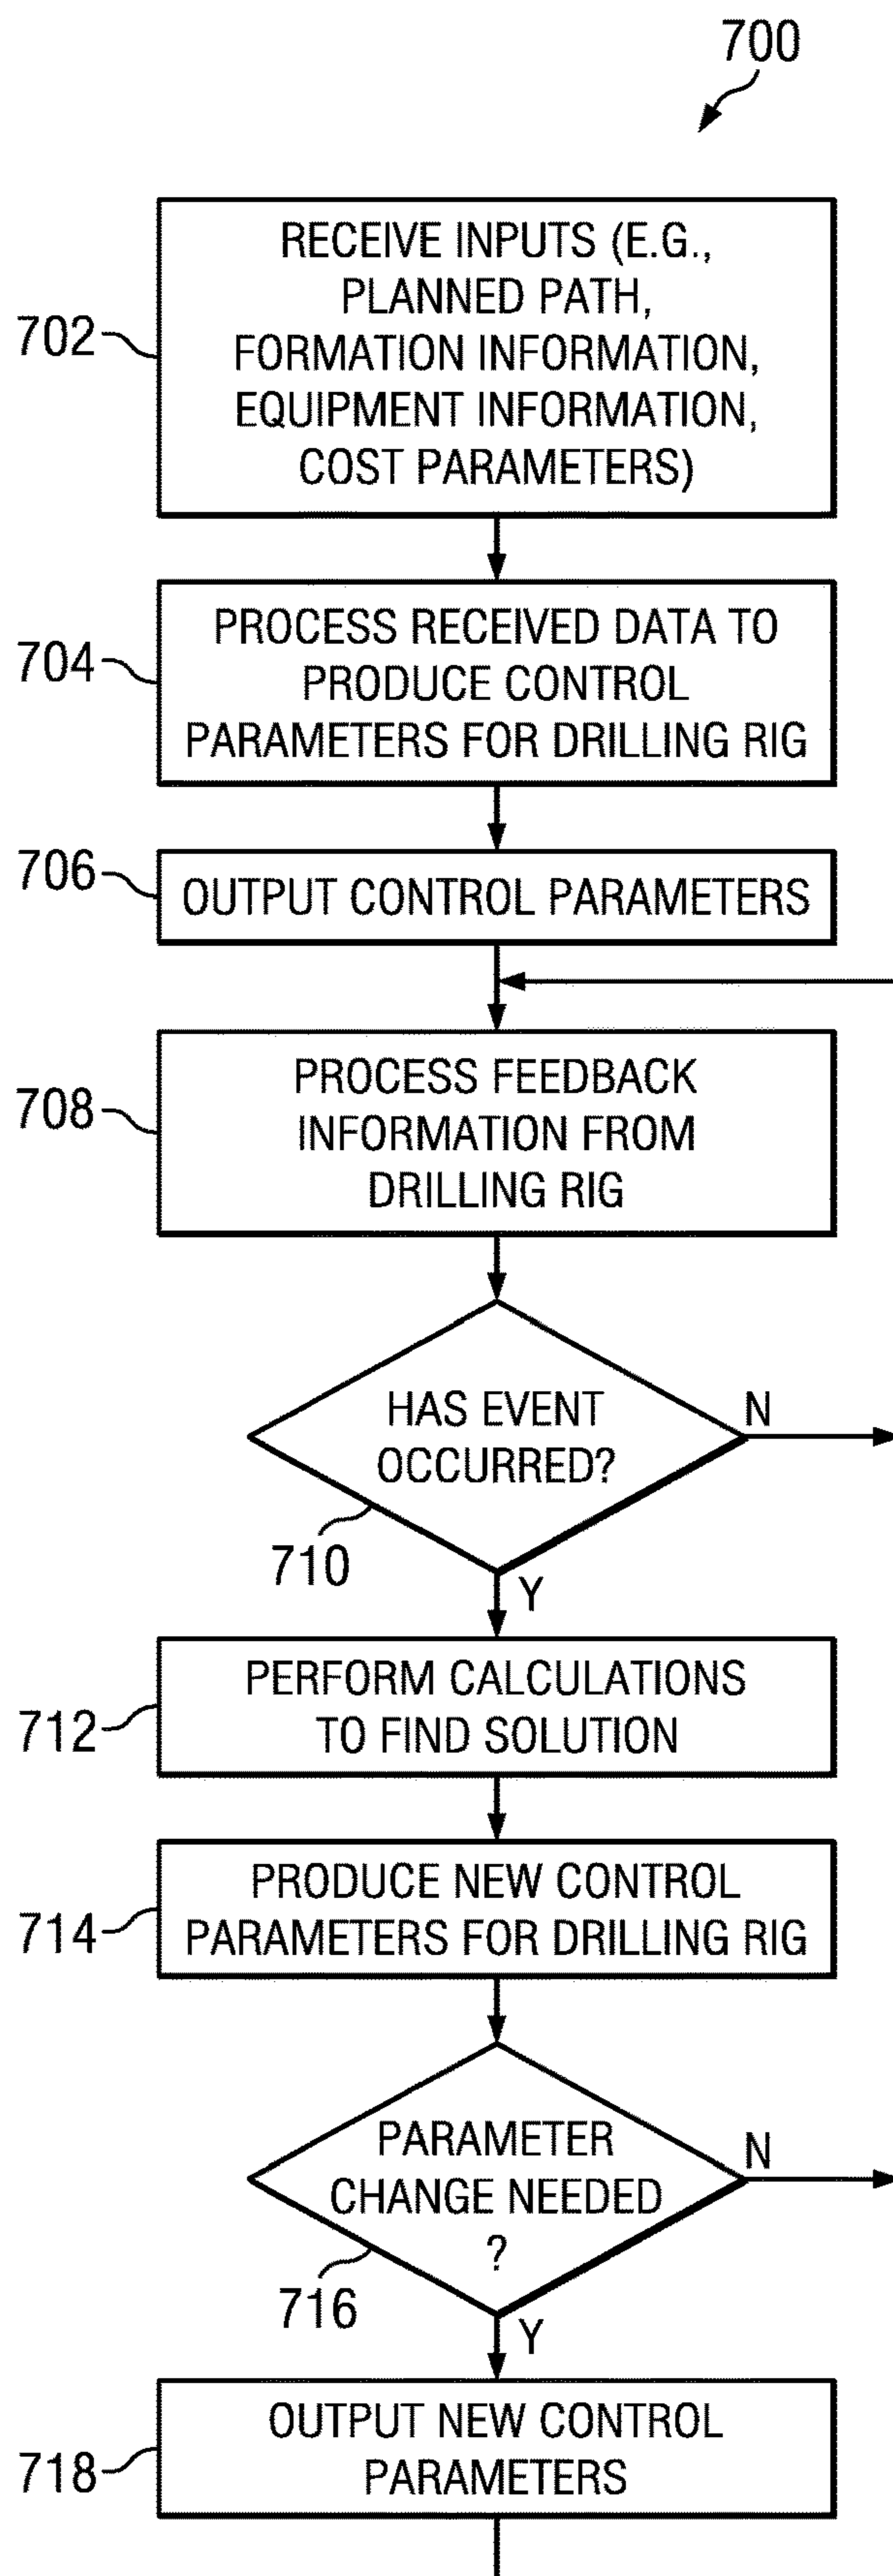 700
702
RECEIVE INPUTS (E.G.,
PLANNED PATH,
FORMATION INFORMATION,
EQUIPMENT INFORMATION,
COST PARAMETERS)
704
PROCESS RECEIVED DATA TO
PRODUCE CONTROL
PARAMETERS FOR DRILLING RIG
706
OUTPUT CONTROL PARAMETERS
708
PROCESS FEEDBACK
INFORMATION FROM
DRILLING RIG
HAS EVENT
OCCURRED?
N
710
Y
712
PERFORM CALCULATIONS
TO FIND SOLUTION
714
PRODUCE NEW CONTROL
PARAMETERS FOR DRILLING RIG
PARAMETER
CHANGE NEEDED
?
N
716
Y
718
OUTPUT NEW CONTROL
PARAMETERS